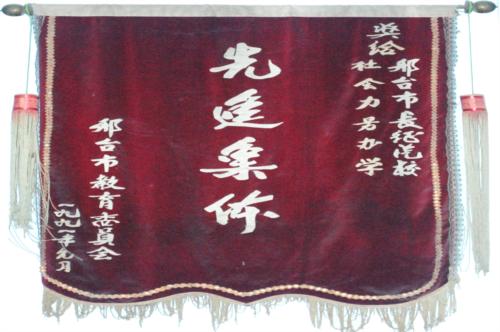 奖给邢台市长征汽校
社会力量办学
先进集体
邢台市教育委员会
一九九一年元月